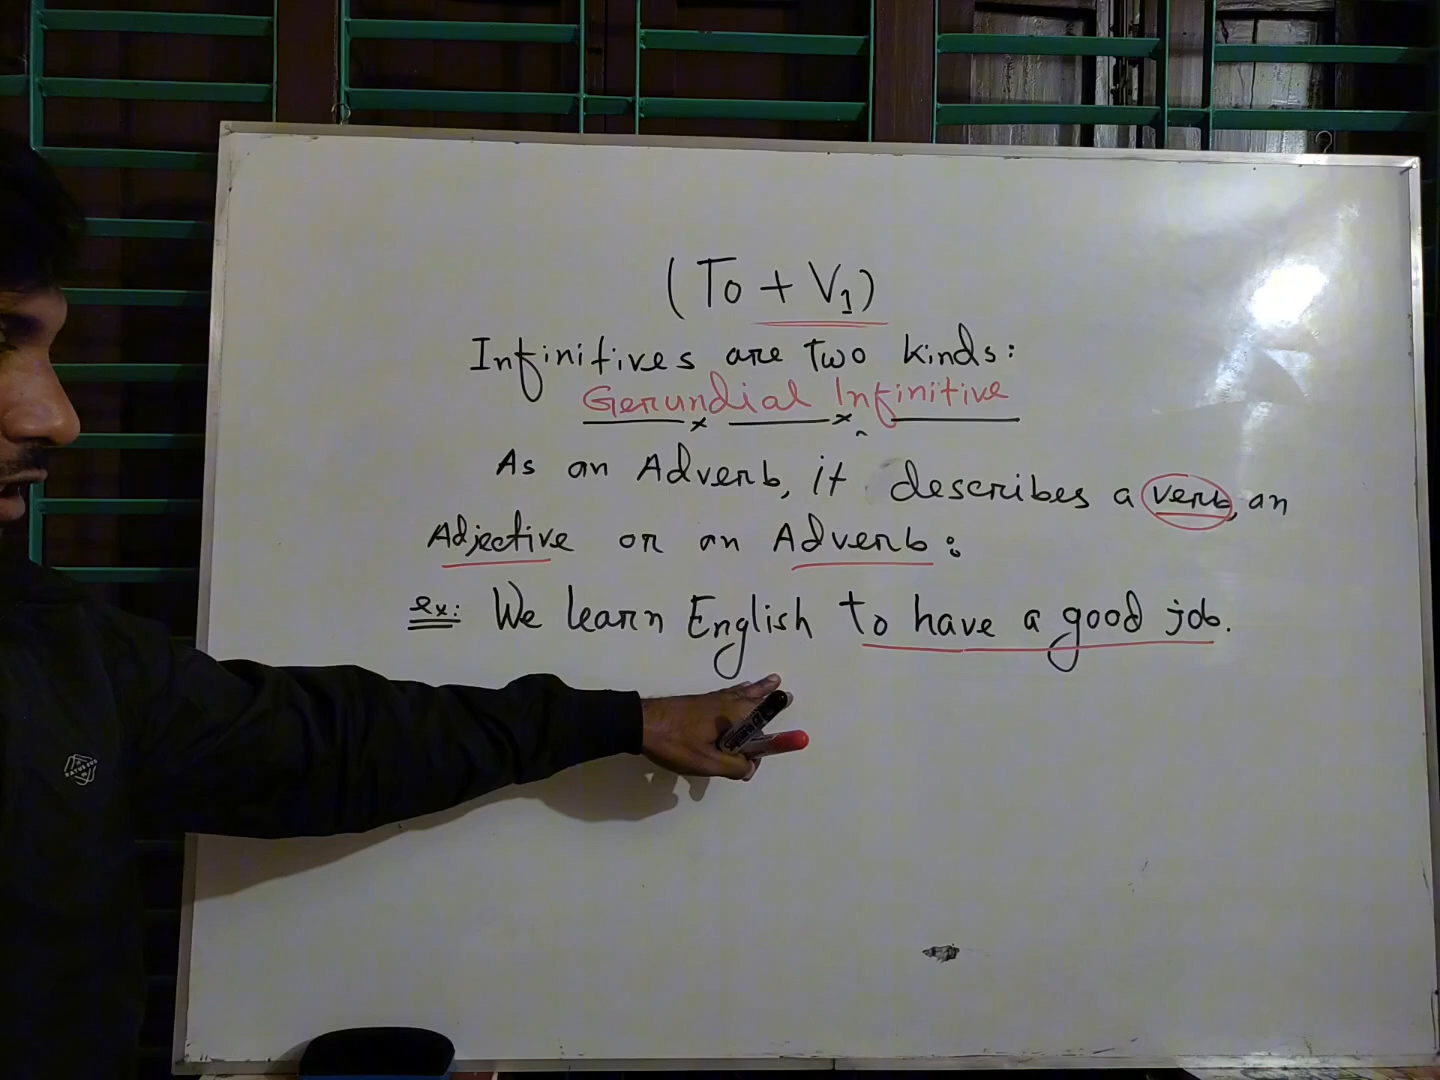 (To + V1)
Infinitives are Two kinds:
Gerundial Infinitive
As an Adverb, it describes a verb, an
Adjective or an Adverb:
ex: We learn English to have a good job.